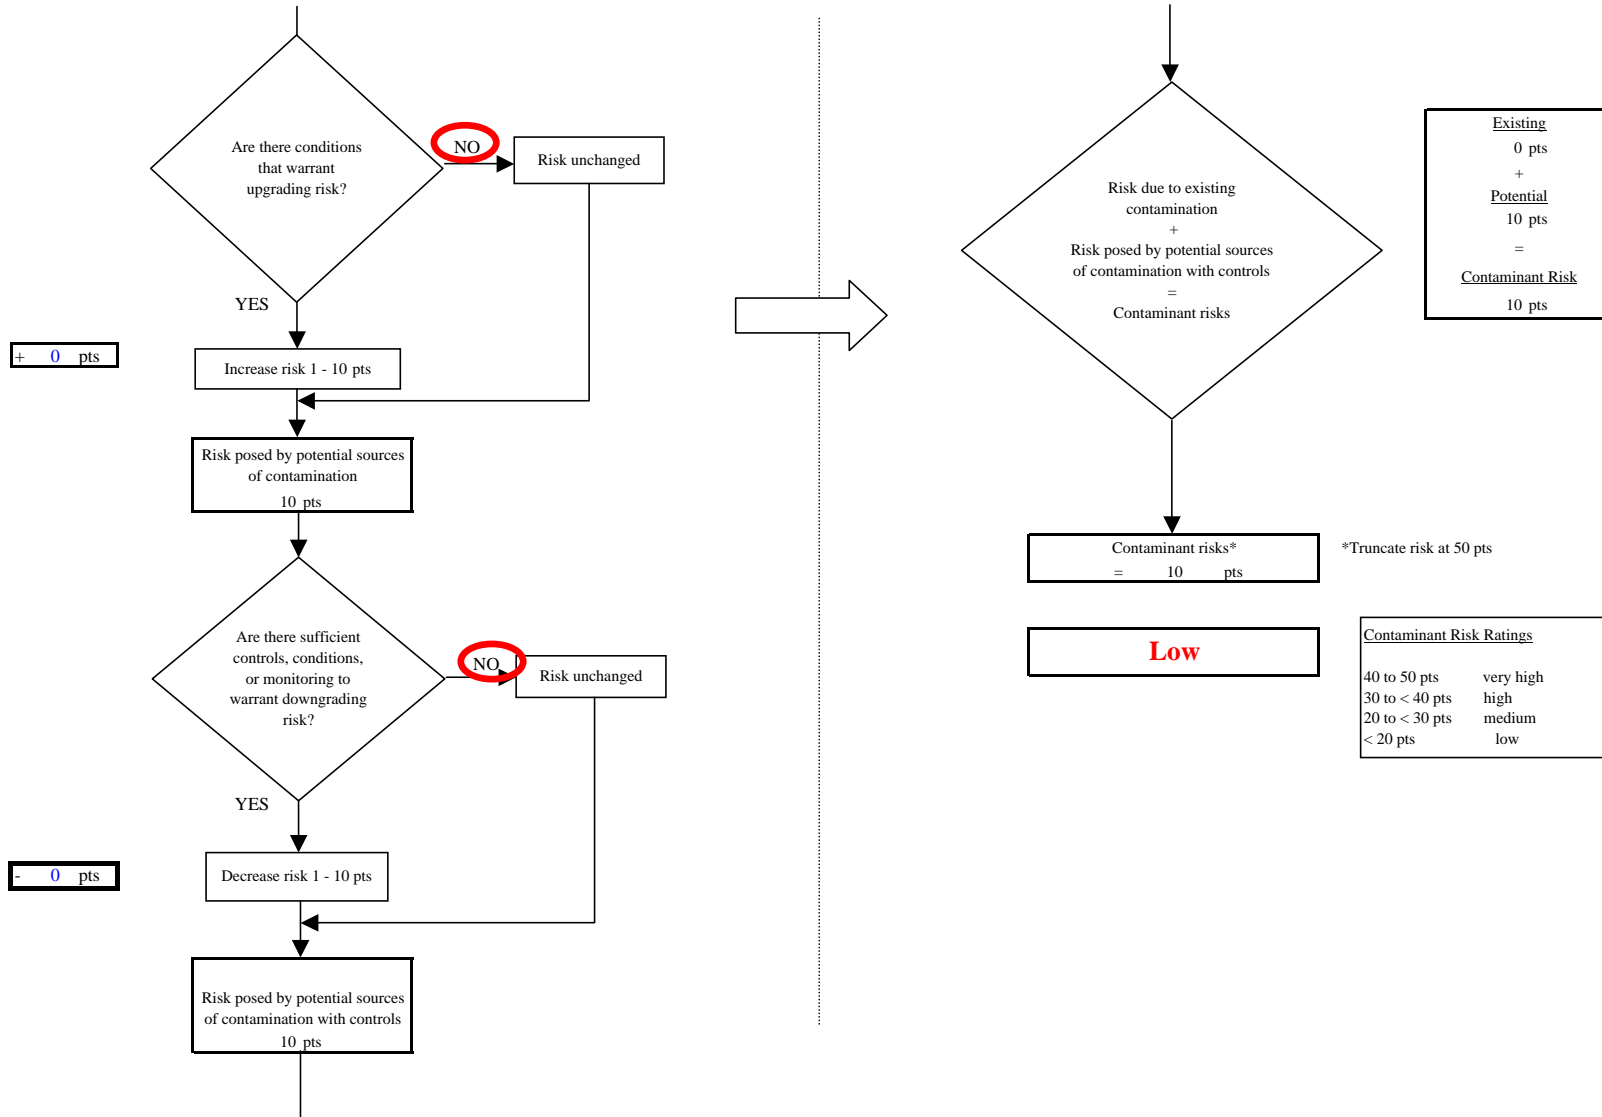 Are there conditions
that warrant
upgrading risk?
NO
Risk unchanged
YES
+ 0 pts
Increase risk 1 - 10 pts
Risk posed by potential sources
of contamination
10 pts
Are there sufficient
controls, conditions,
or monitoring to
warrant downgrading
risk?
NO
Risk unchanged
YES
- 0 pts
Decrease risk 1 - 10 pts
Risk posed by potential sources
of contamination with controls
10 pts
Risk due to existing
contamination
+
Risk posed by potential sources
of contamination with controls
=
Contaminant risks
Existing
0 pts
+
Potential
10 pts
=
Contaminant Risk
10 pts
Contaminant risks*
= 10 pts
*Truncate risk at 50 pts
Low
Contaminant Risk Ratings
40 to 50 pts very high
30 to < 40 pts high
20 to < 30 pts medium
< 20 pts low